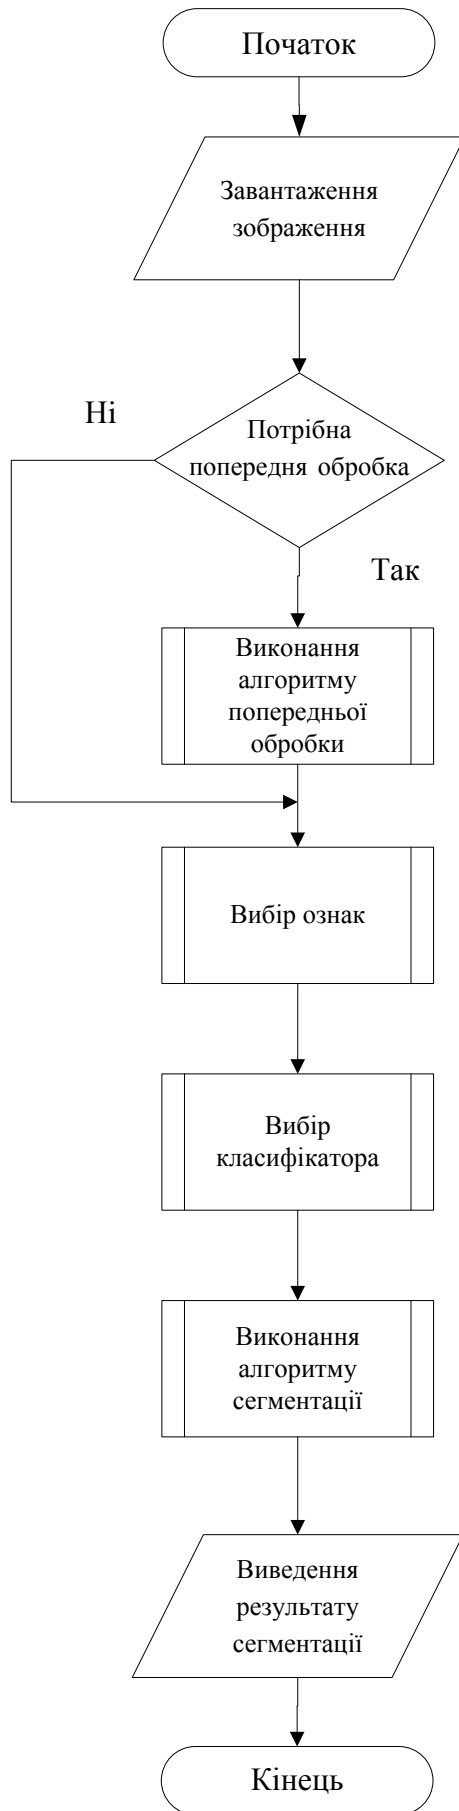 Початок
Завантаження
зображення
Ні
Потрібна
попередня обробка
Так
Виконання
алгоритму
попередньої
обробки
Вибір ознак
Вибір
класифікатора
Виконання
алгоритму
сегментації
Виведення
результату
сегментації
Кінець